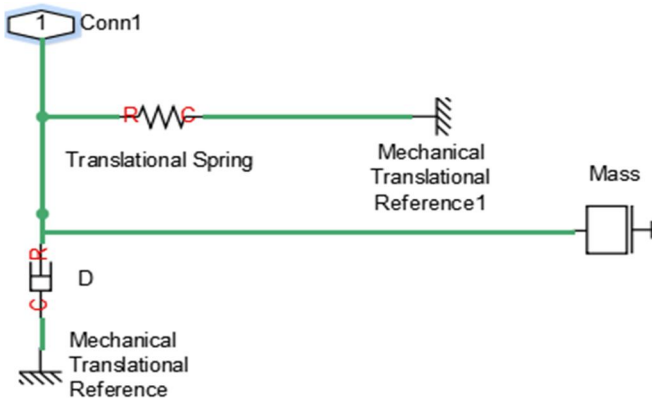 1 Conn1
R C
Translational Spring
Mechanical
Translational
Reference1
Mass
R
D
C
Mechanical
Translational
Reference